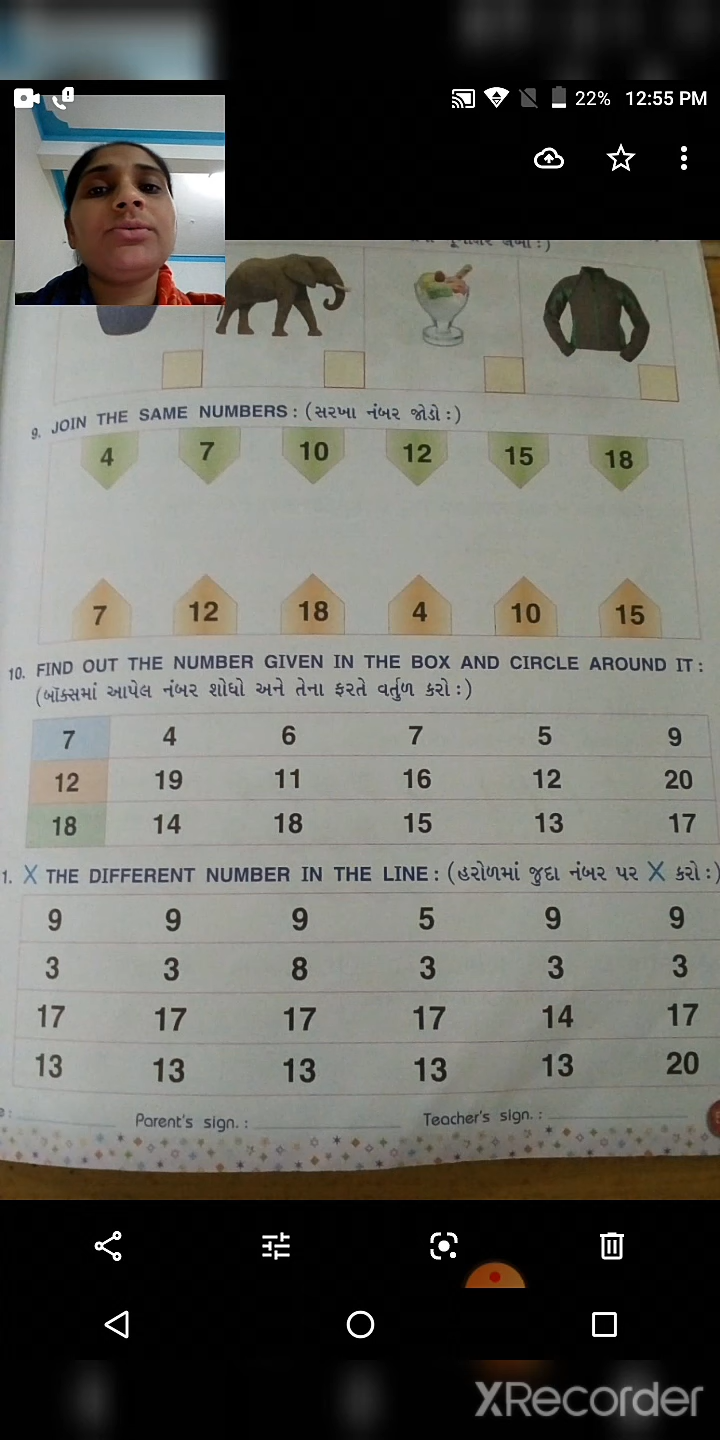 22% 12:55 PM
9. JOIN THE SAME NUMBERS : (સરખા નંબર જોડો :)
4 7 10 12 15 18
7 12 18 4 10 15
10. FIND OUT THE NUMBER GIVEN IN THE BOX AND CIRCLE AROUND IT :
(બૉક્સમાં આપેલ નંબર શોધો અને તેના ફરતે વર્તુળ કરો :)
7 4 6 7 5 9
12 19 11 16 12 20
18 14 18 15 13 17
1. X THE DIFFERENT NUMBER IN THE LINE : (હરોળમાં જુદા નંબર પર X કરો :)
9 9 9 5 9 9
3 3 8 3 3 3
17 17 17 17 14 17
13 13 13 13 13 20
Parent's sign. : Teacher's sign. :
XRecorder